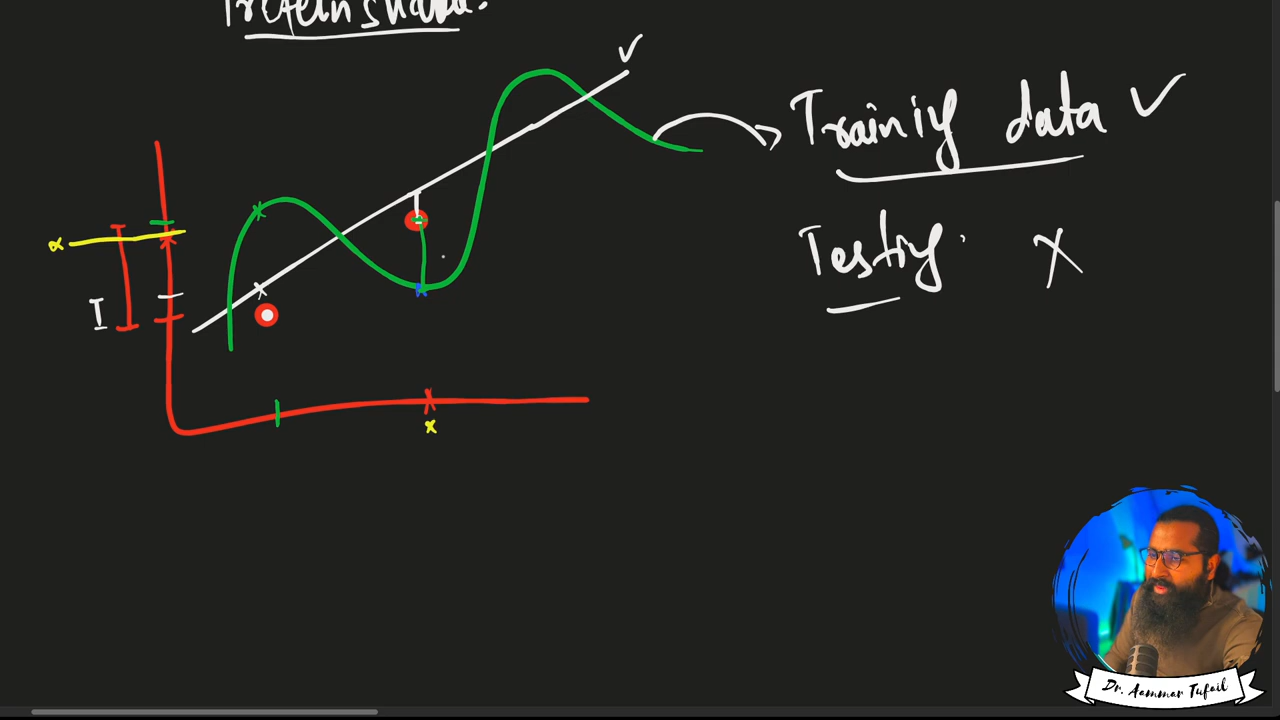 Trainiy data ✓
Testiy. X
I
x
Dr. Aammar Tufail